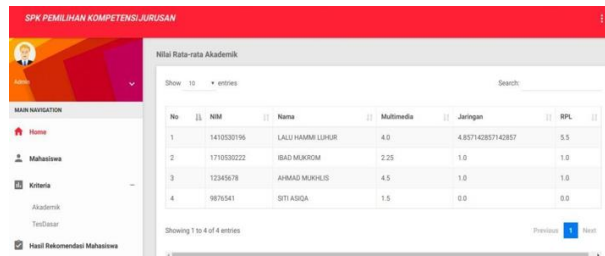 SPK PEMILIHAN KOMPETENSI JURUSAN
Admin
MAIN NAVIGATION
Home
Mahasiswa
Kriteria
Akademik
TesDasar
Hasil Rekomendasi Mahasiswa
Nilai Rata-rata Akademik
Show 10 entries Search:
No NIM Nama Multimedia Jaringan RPL
1 1410530196 LALU HAMMI LUHUR 4.0 4.857142857142857 5.5
2 1710530222 IBAD MUKROM 2.25 1.0 1.0
3 12345678 AHMAD MUKHLIS 4.5 1.0 1.0
4 9876541 SITI ASIQA 1.5 0.0 0.0
Showing 1 to 4 of 4 entries Previous 1 Next